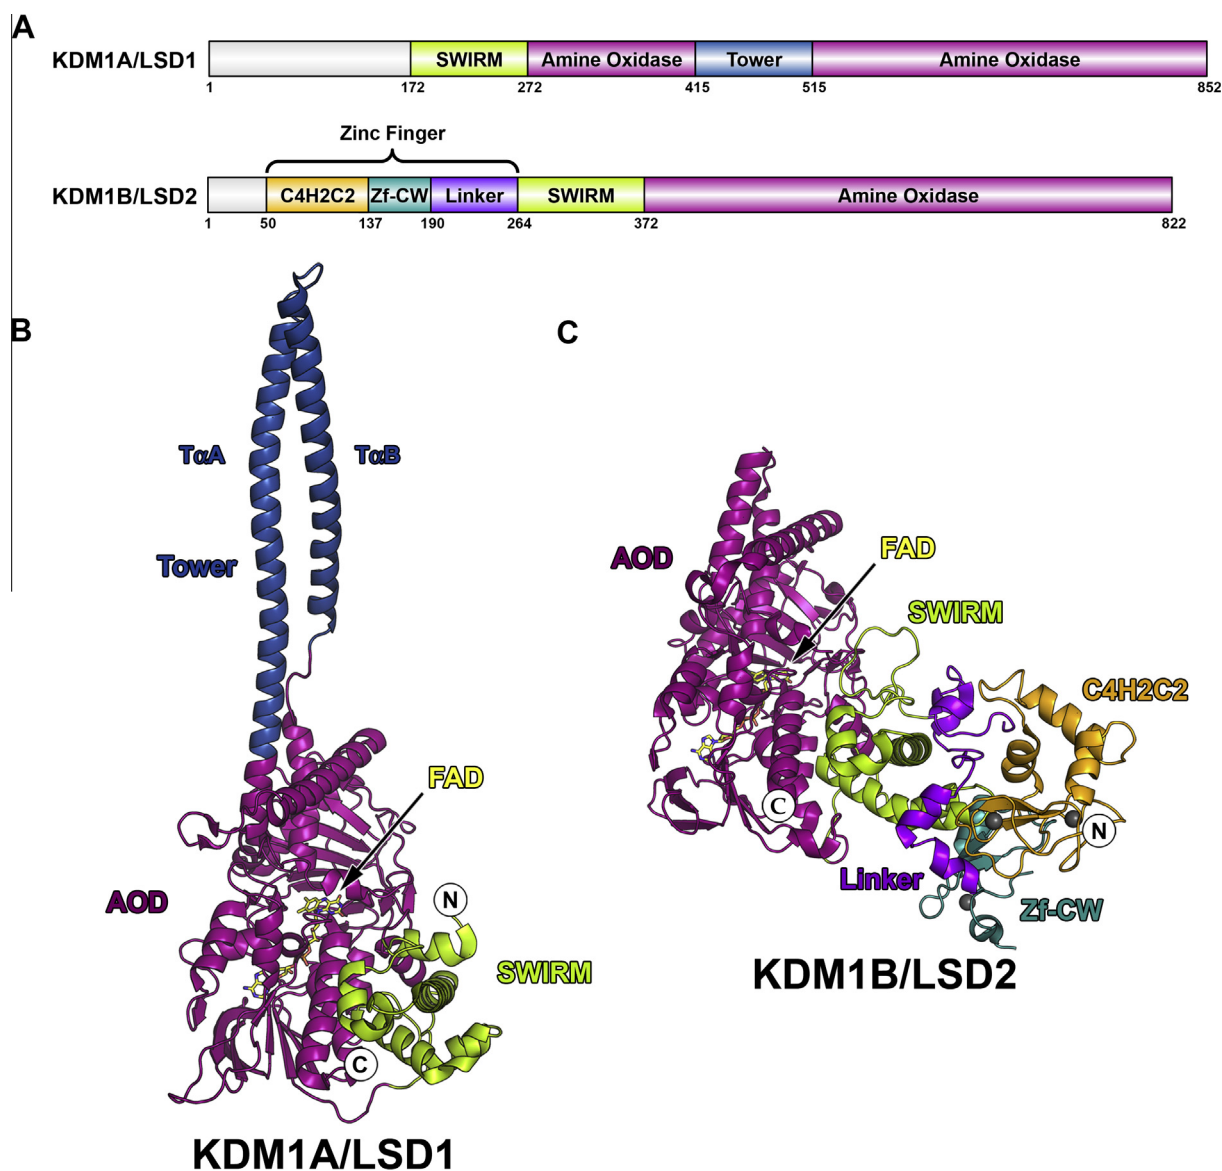 A
KDM1A/LSD1
SWIRM Amine Oxidase Tower Amine Oxidase
1 172 272 415 515 852
Zinc Finger
KDM1B/LSD2
C4H2C2 Zf-CW Linker SWIRM Amine Oxidase
1 50 137 190 264 372 822
B
TαA TαB
Tower
FAD
AOD
N
SWIRM
C
KDM1A/LSD1
C
AOD
FAD
SWIRM
C4H2C2
C
N
Linker
Zf-CW
KDM1B/LSD2